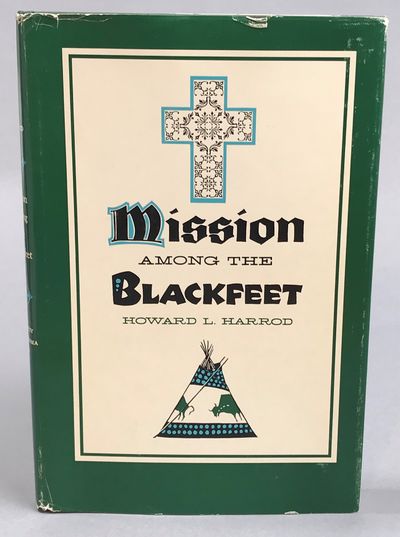 Mission
AMONG THE
BLACKFEET
HOWARD L. HARROD